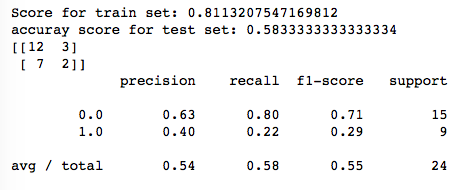 Score for train set: 0.8113207547169812
accuray score for test set: 0.5833333333333334
[[12  3]
 [ 7  2]]
             precision    recall  f1-score   support

        0.0       0.63      0.80      0.71        15
        1.0       0.40      0.22      0.29         9

avg / total       0.54      0.58      0.55        24